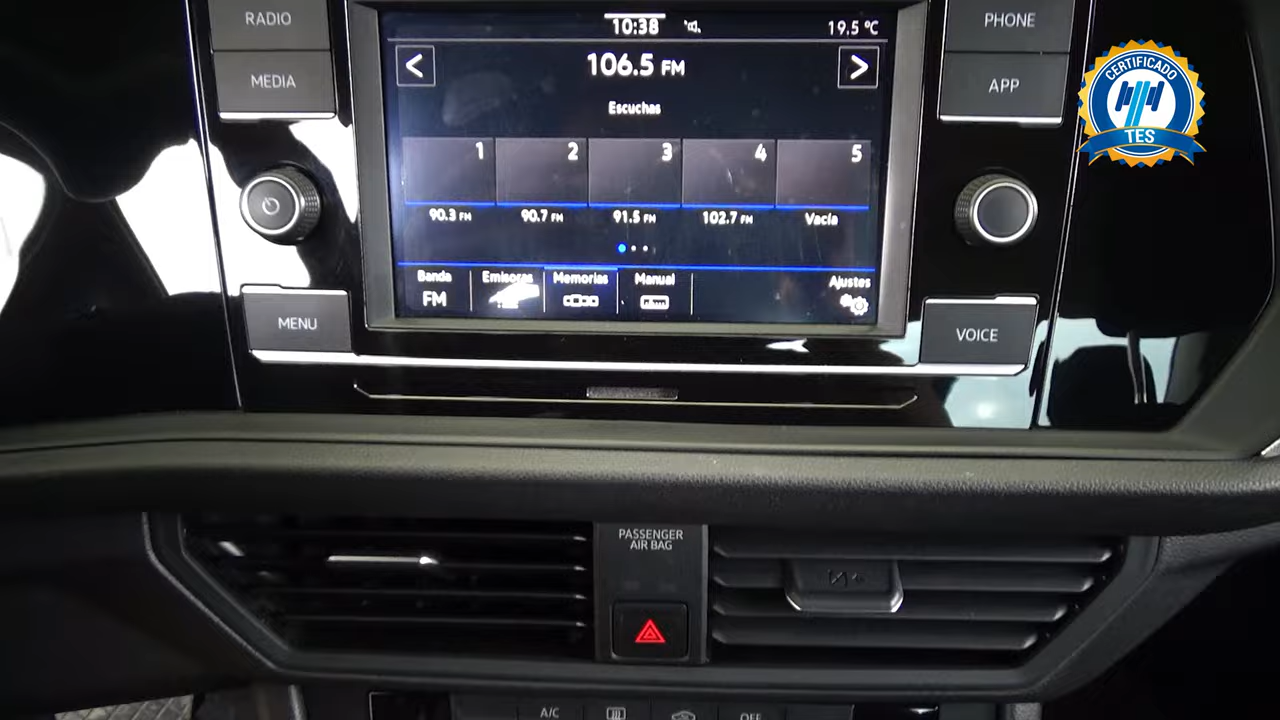 RADIO
MEDIA
MENU
10:38
19.5 °C
106.5 FM
Escuchas
1 2 3 4 5
90.3 FM 90.7 FM 91.5 FM 102.7 FM Vacía
Banda Emisoras Memorias Manual Ajustes
FM
PHONE
APP
VOICE
CERTIFICADO
TES
PASSENGER
AIR BAG
A/C
OFF